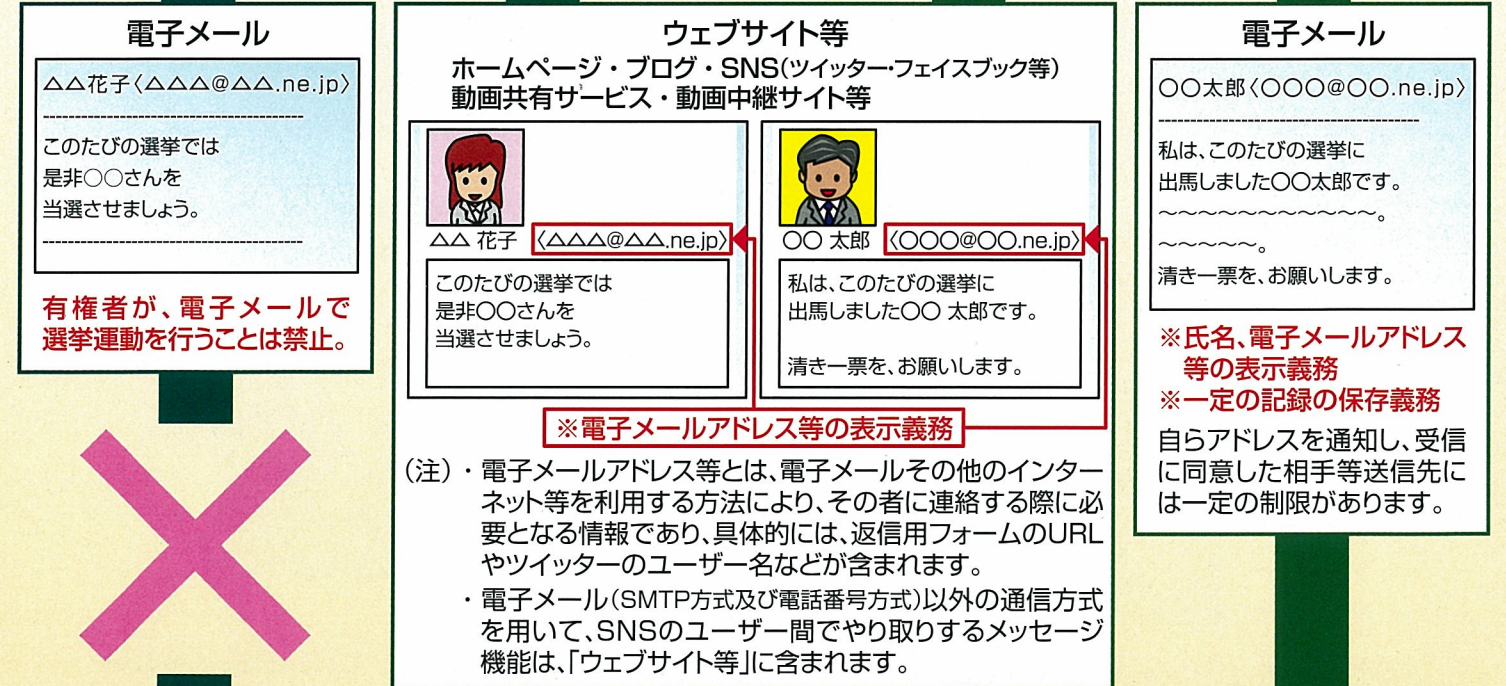 電子メール
△△花子〈△△△@△△.ne.jp〉
このたびの選挙では
是非○○さんを
当選させましょう。
有権者が、電子メールで
選挙運動を行うことは禁止。
ウェブサイト等
ホームページ・ブログ・SNS(ツイッター・フェイスブック等)
動画共有サービス・動画中継サイト等
△△ 花子 〈△△△@△△.ne.jp〉
このたびの選挙では
是非○○さんを
当選させましょう。
○○ 太郎 〈○○○@○○.ne.jp〉
私は、このたびの選挙に
出馬しました○○ 太郎です。
清き一票を、お願いします。
※電子メールアドレス等の表示義務
(注)・電子メールアドレス等とは、電子メールその他のインター
ネット等を利用する方法により、その者に連絡する際に必
要となる情報であり、具体的には、返信用フォームのURL
やツイッターのユーザー名などが含まれます。
・電子メール(SMTP方式及び電話番号方式)以外の通信方式
を用いて、SNSのユーザー間でやり取りするメッセージ
機能は、「ウェブサイト等」に含まれます。
電子メール
○○太郎〈○○○@○○.ne.jp〉
私は、このたびの選挙に
出馬しました○○太郎です。
~~~~~~~~~~~。
~~~~~。
清き一票を、お願いします。
※氏名、電子メールアドレス
等の表示義務
※一定の記録の保存義務
自らアドレスを通知し、受信
に同意した相手等送信先に
は一定の制限があります。